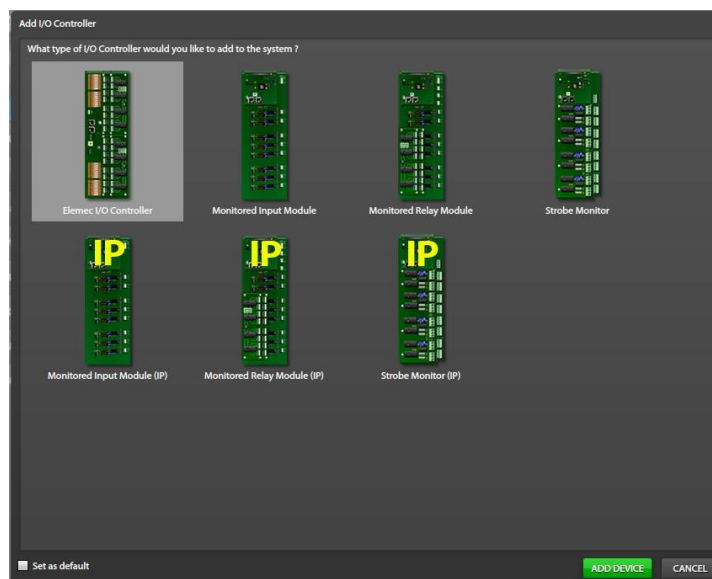 Add I/O Controller
What type of I/O Controller would you like to add to the system ?
Elemec I/O Controller
Monitored Input Module
Monitored Relay Module
Strobe Monitor
IP
IP
IP
Monitored Input Module (IP)
Monitored Relay Module (IP)
Strobe Monitor (IP)
Set as default
ADD DEVICE
CANCEL